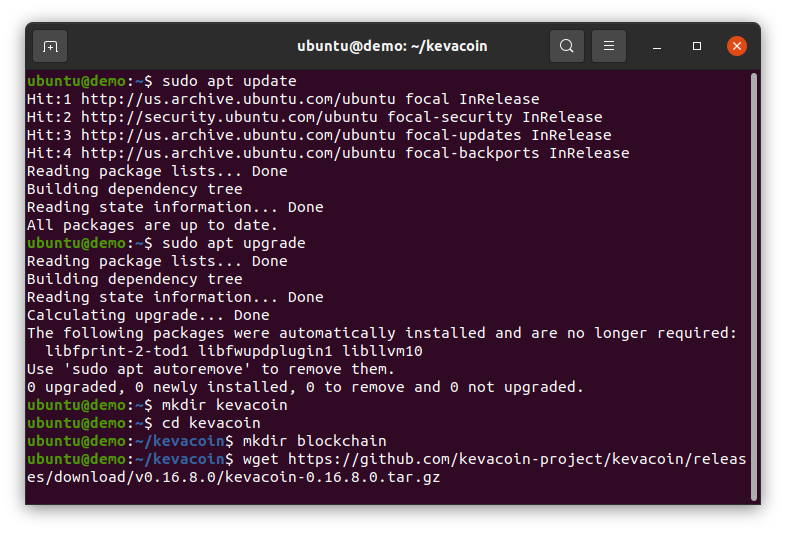 ubuntu@demo: ~/kevacoin
ubuntu@demo:~$ sudo apt update
Hit:1 http://us.archive.ubuntu.com/ubuntu focal InRelease
Hit:2 http://security.ubuntu.com/ubuntu focal-security InRelease
Hit:3 http://us.archive.ubuntu.com/ubuntu focal-updates InRelease
Hit:4 http://us.archive.ubuntu.com/ubuntu focal-backports InRelease
Reading package lists... Done
Building dependency tree
Reading state information... Done
All packages are up to date.
ubuntu@demo:~$ sudo apt upgrade
Reading package lists... Done
Building dependency tree
Reading state information... Done
Calculating upgrade... Done
The following packages were automatically installed and are no longer required:
  libfprint-2-tod1 libfwupdplugin1 libllvm10
Use 'sudo apt autoremove' to remove them.
0 upgraded, 0 newly installed, 0 to remove and 0 not upgraded.
ubuntu@demo:~$ mkdir kevacoin
ubuntu@demo:~$ cd kevacoin
ubuntu@demo:~/kevacoin$ mkdir blockchain
ubuntu@demo:~/kevacoin$ wget https://github.com/kevacoin-project/kevacoin/releas
es/download/v0.16.8.0/kevacoin-0.16.8.0.tar.gz